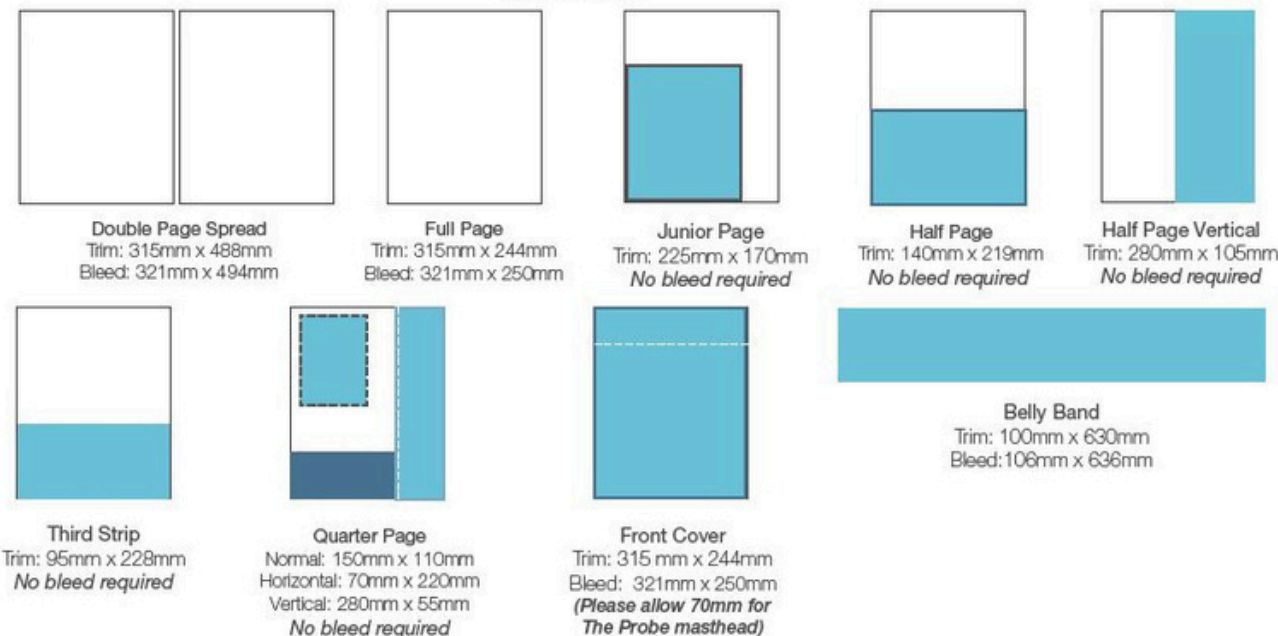 Double Page Spread
Trim: 315mm x 488mm
Bleed: 321mm x 494mm
Full Page
Trim: 315mm x 244mm
Bleed: 321mm x 250mm
Junior Page
Trim: 225mm x 170mm
No bleed required
Half Page
Trim: 140mm x 219mm
No bleed required
Half Page Vertical
Trim: 280mm x 105mm
No bleed required
Third Strip
Trim: 95mm x 228mm
No bleed required
Quarter Page
Normal: 150mm x 110mm
Horizontal: 70mm x 220mm
Vertical: 280mm x 55mm
No bleed required
Front Cover
Trim: 315 mm x 244mm
Bleed: 321mm x 250mm
(Please allow 70mm for
The Probe masthead)
Belly Band
Trim: 100mm x 630mm
Bleed:106mm x 636mm